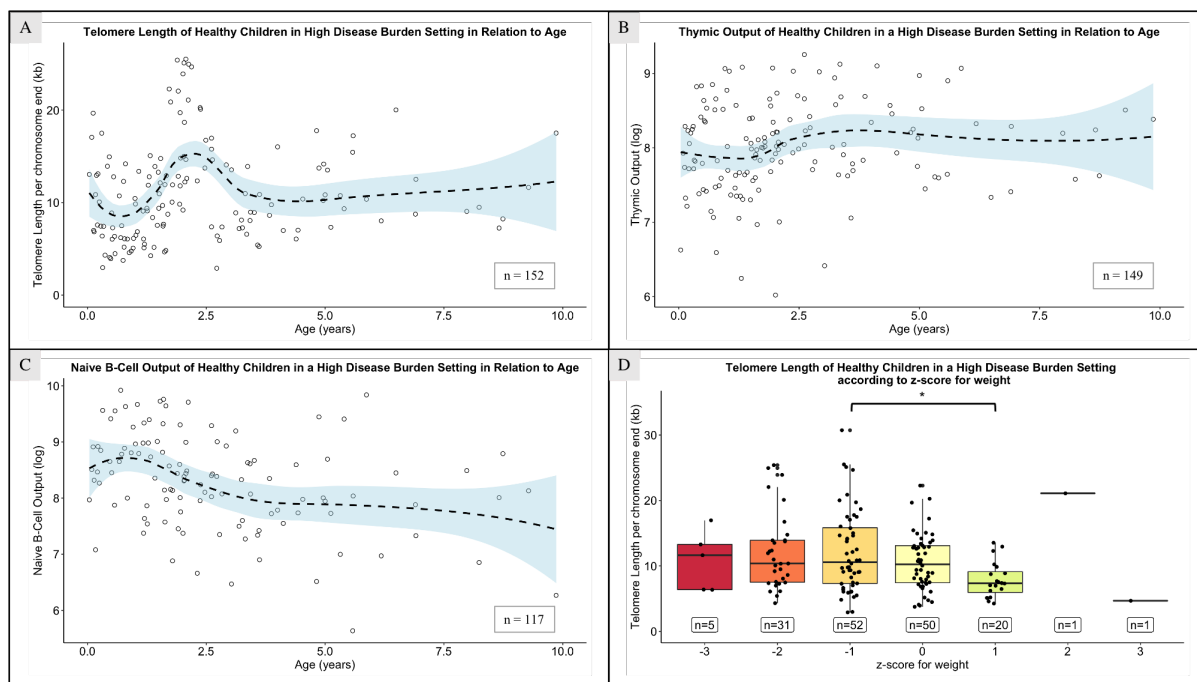 A
Telomere Length of Healthy Children in High Disease Burden Setting in Relation to Age
Telomere Length per chromosome end (kb)
20
10
0
0.0 2.5 5.0 7.5 10.0
Age (years)
n = 152
B
Thymic Output of Healthy Children in a High Disease Burden Setting in Relation to Age
Thymic Output (log)
9
8
7
6
0.0 2.5 5.0 7.5 10.0
Age (years)
n = 149
C
Naive B-Cell Output of Healthy Children in a High Disease Burden Setting in Relation to Age
Naive B-Cell Output (log)
10
9
8
7
6
0.0 2.5 5.0 7.5 10.0
Age (years)
n = 117
D
Telomere Length of Healthy Children in a High Disease Burden Setting
according to z-score for weight
*
Telomere Length per chromosome end (kb)
30
20
10
0
n=5 n=31 n=52 n=50 n=20 n=1 n=1
-3 -2 -1 0 1 2 3
z-score for weight